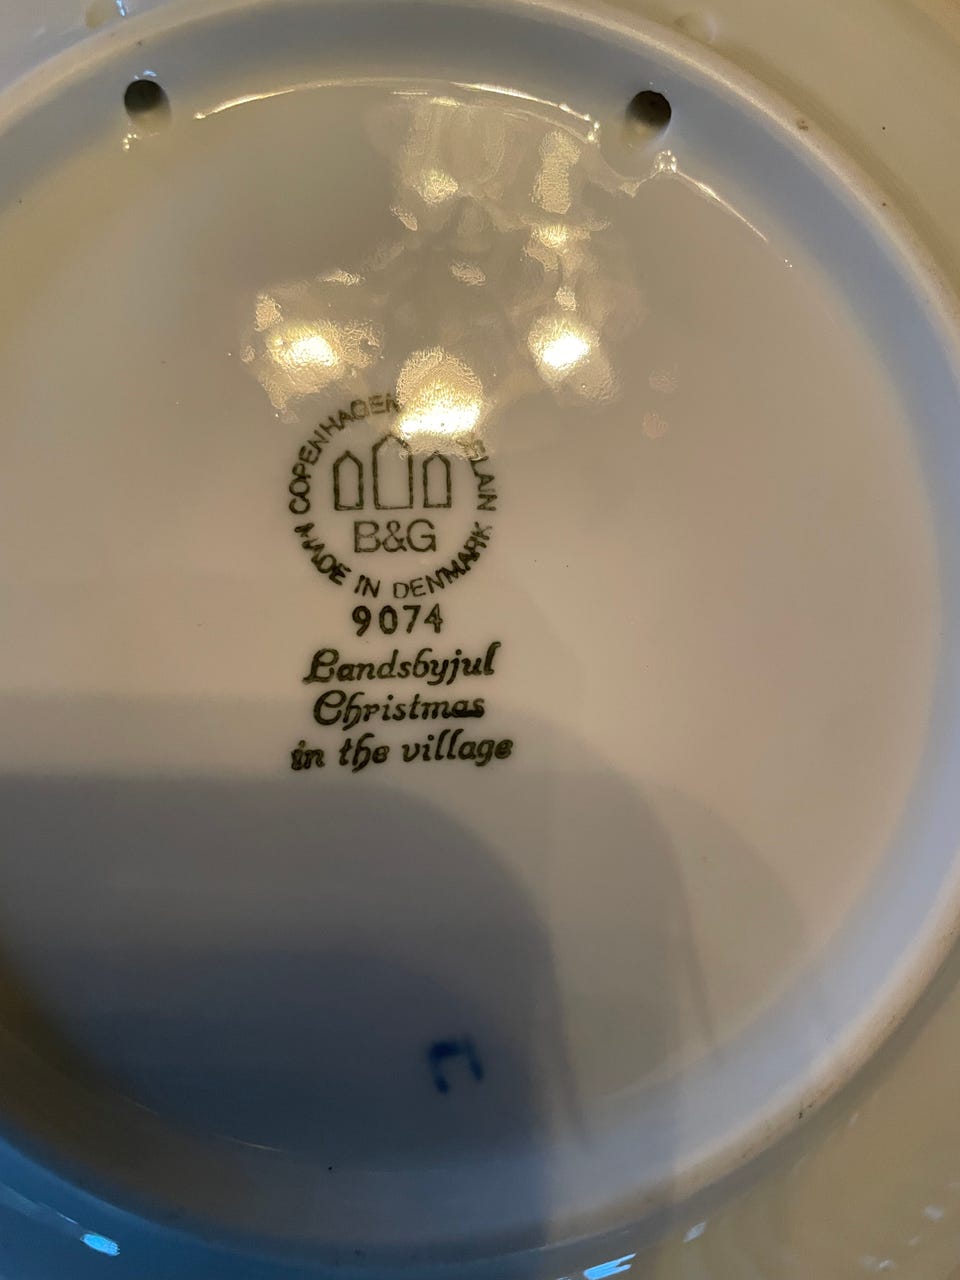 COPENHAGEN
B&G
MADE IN DENMARK
9074
Landsbyjul
Christmas
in the village